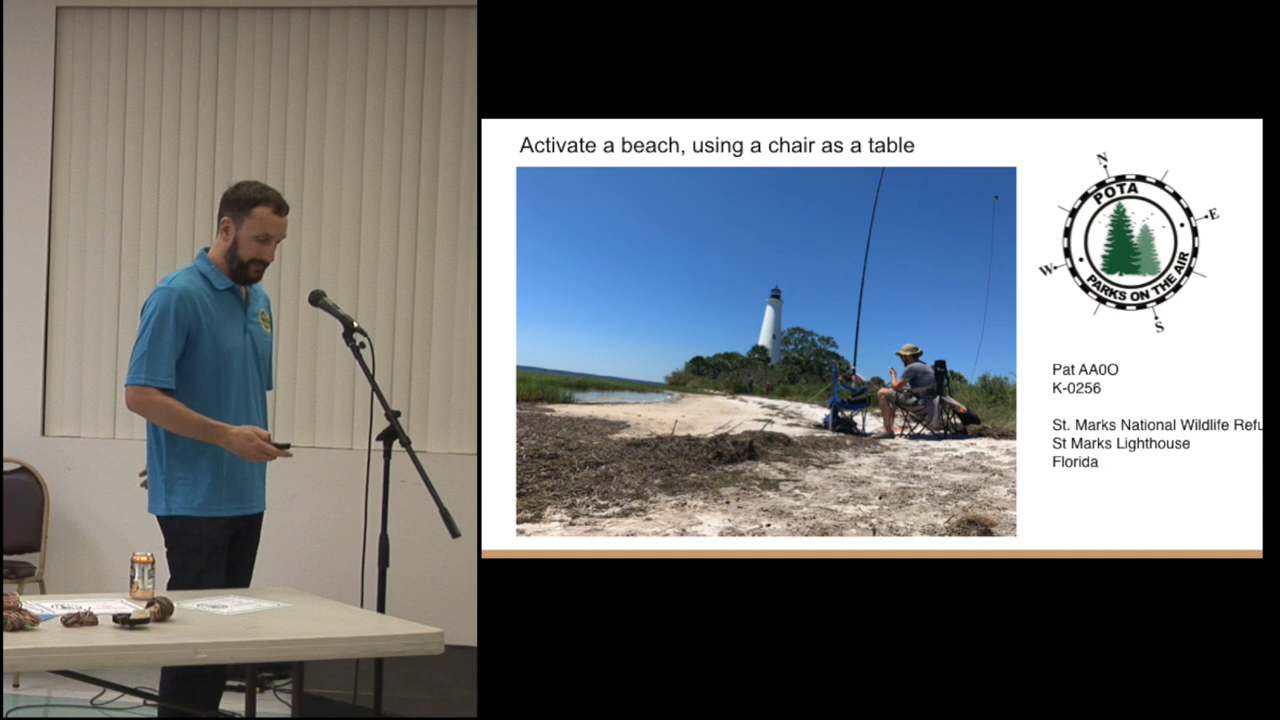 Activate a beach, using a chair as a table
N
POTA
E
W
PARKS ON THE AIR
S
Pat AA0O
K-0256
St. Marks National Wildlife Refu
St Marks Lighthouse
Florida